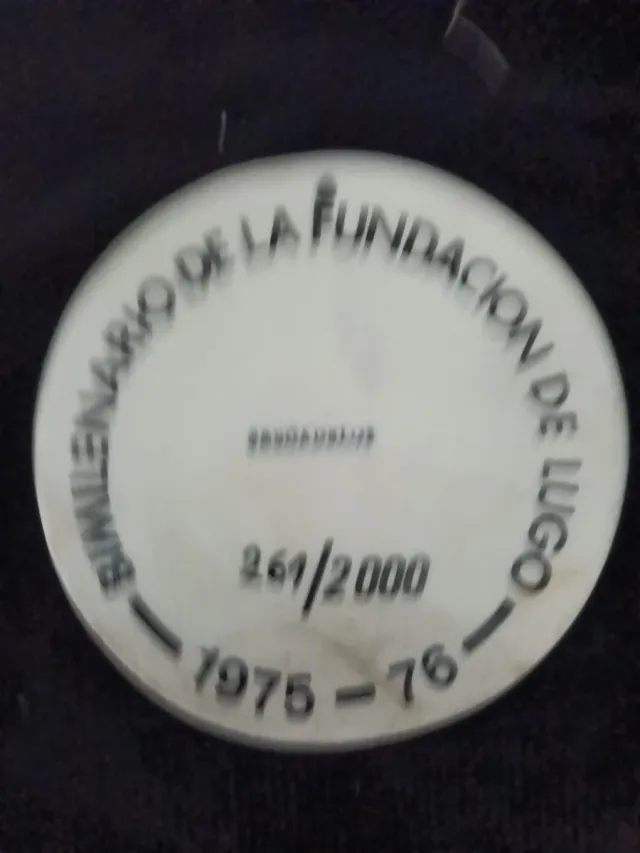 BIMILENARIO DE LA FUNDACION DE LUGO
261/2000
— 1975 – 76 —